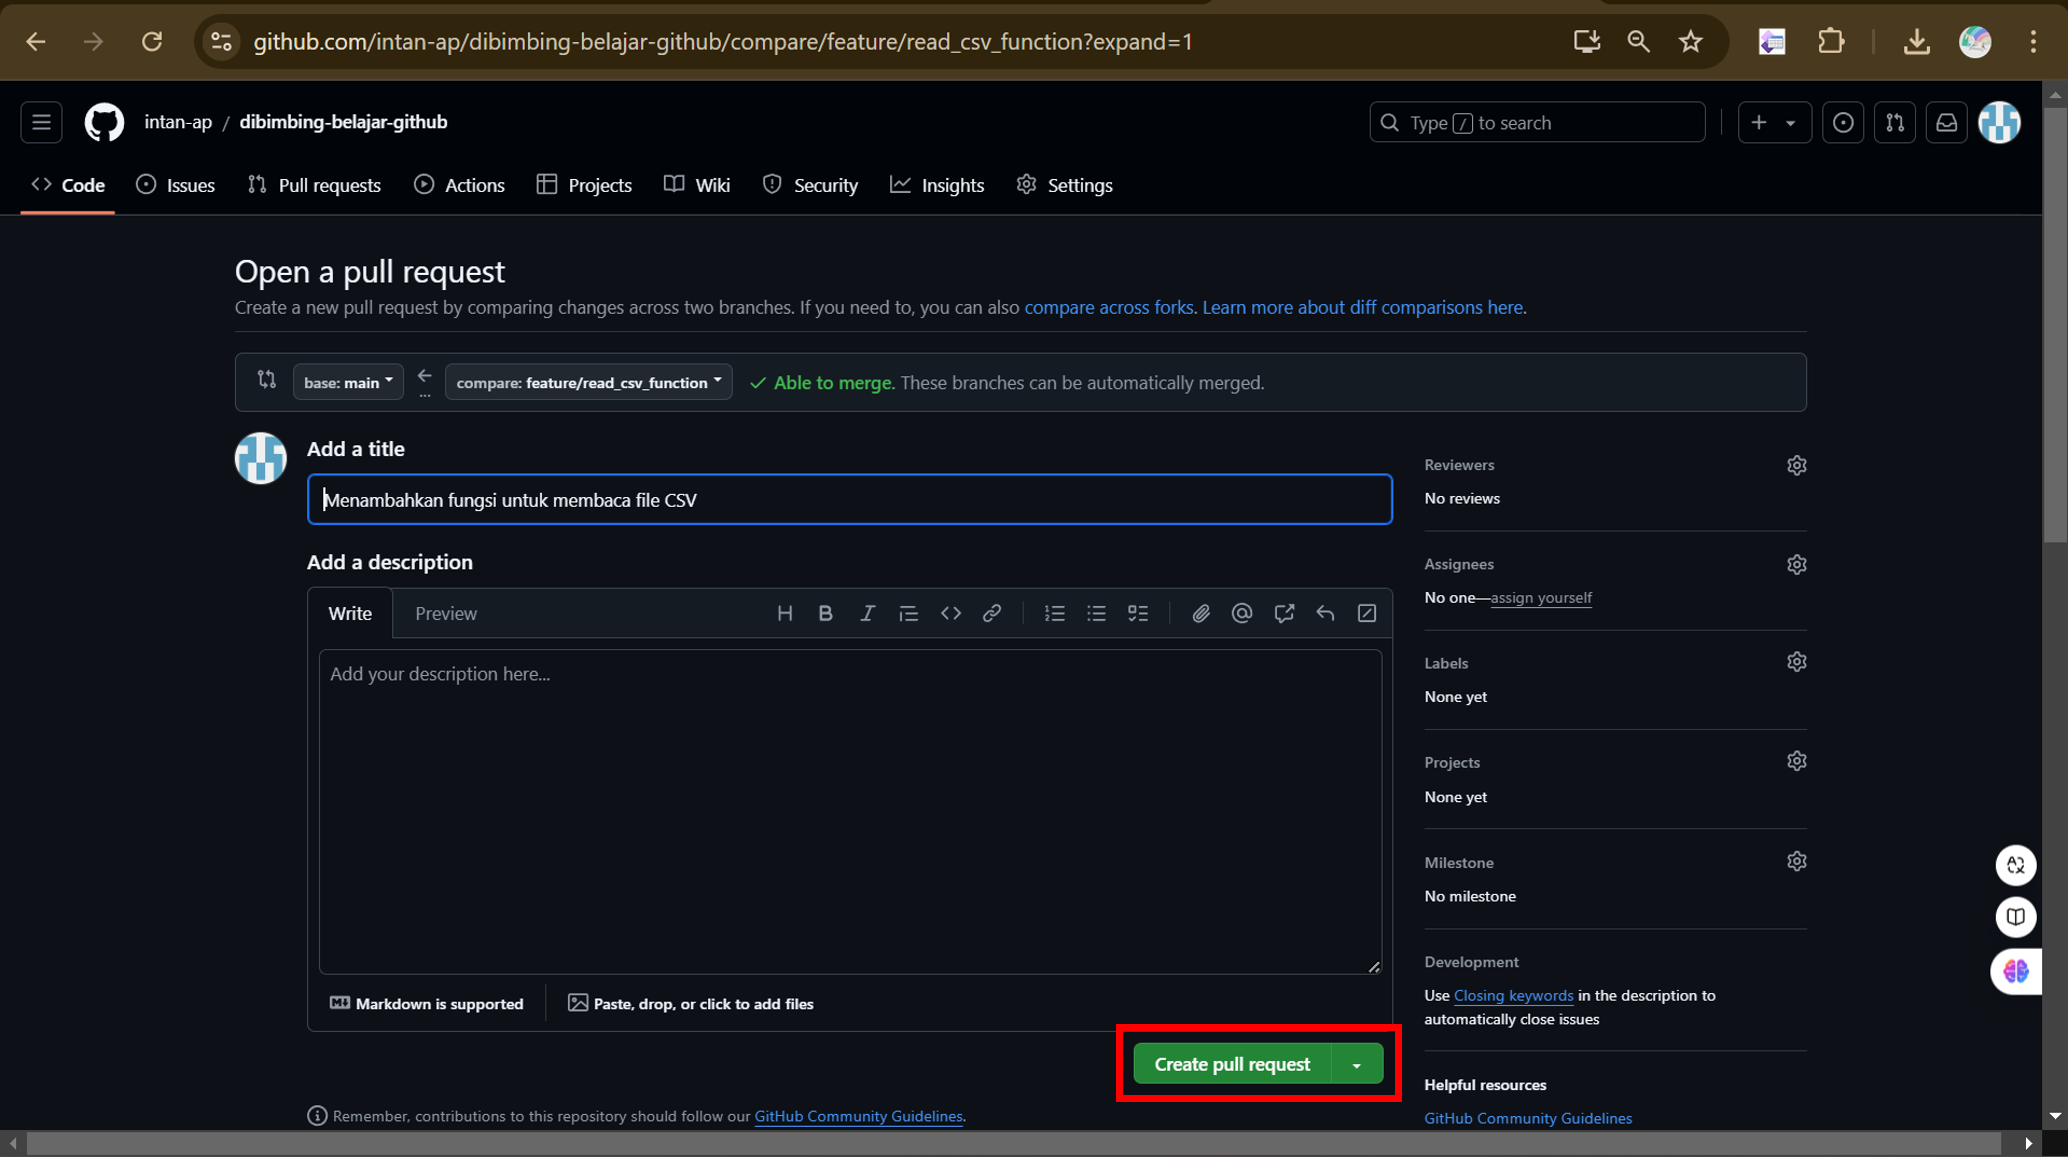 github.com/intan-ap/dibimbing-belajar-github/compare/feature/read_csv_function?expand=1
intan-ap / dibimbing-belajar-github
Type / to search
Code Issues Pull requests Actions Projects Wiki Security Insights Settings
Open a pull request
Create a new pull request by comparing changes across two branches. If you need to, you can also compare across forks. Learn more about diff comparisons here.
base: main compare: feature/read_csv_function Able to merge. These branches can be automatically merged.
Add a title
Menambahkan fungsi untuk membaca file CSV
Add a description
Write Preview
Add your description here...
Markdown is supported Paste, drop, or click to add files
Create pull request
Remember, contributions to this repository should follow our GitHub Community Guidelines.
Reviewers
No reviews
Assignees
No one—assign yourself
Labels
None yet
Projects
None yet
Milestone
No milestone
Development
Use Closing keywords in the description to
automatically close issues
Helpful resources
GitHub Community Guidelines